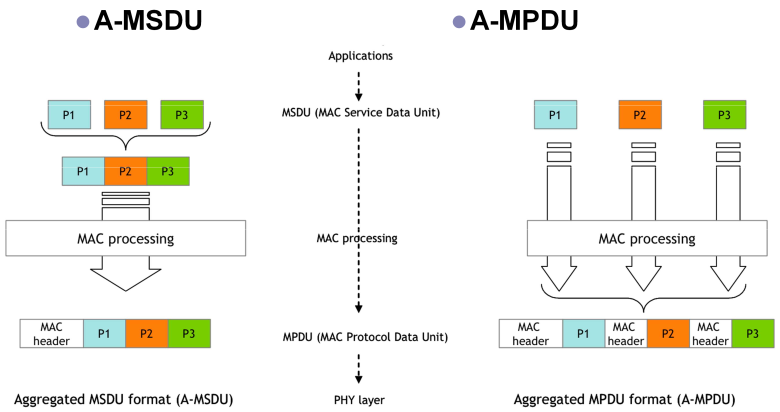 A-MSDU
P1 P2 P3
P1 P2 P3
MAC processing
MAC header P1 P2 P3
Aggregated MSDU format (A-MSDU)
Applications
MSDU (MAC Service Data Unit)
MAC processing
MPDU (MAC Protocol Data Unit)
PHY layer
A-MPDU
P1 P2 P3
MAC processing
MAC header P1 MAC header P2 MAC header P3
Aggregated MPDU format (A-MPDU)